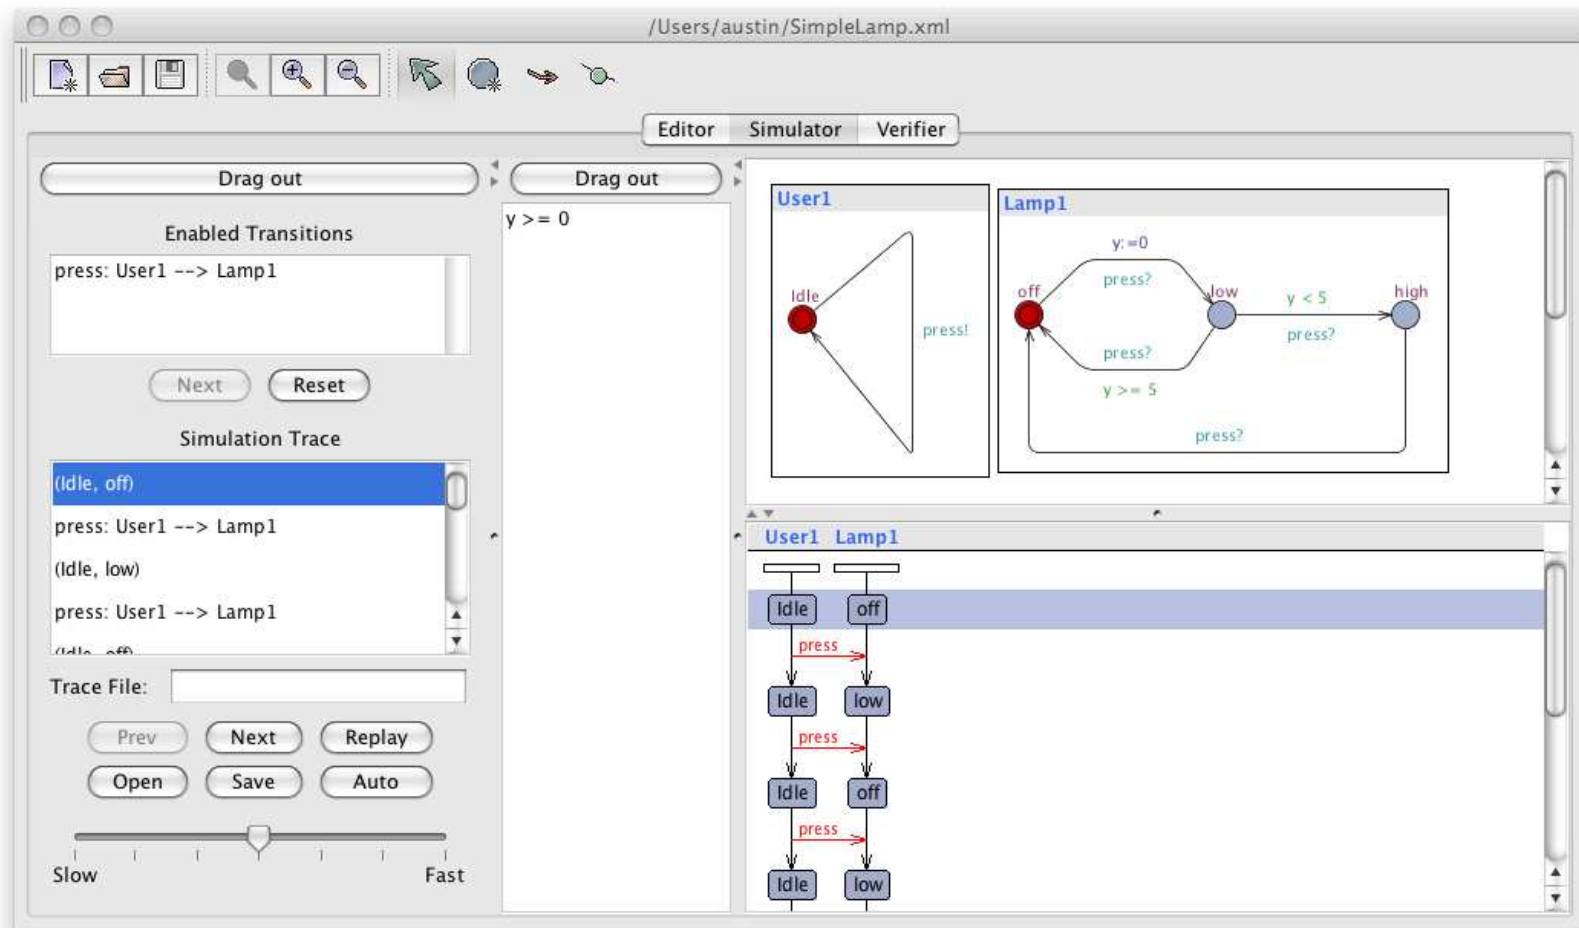 /Users/austin/SimpleLamp.xml
Editor Simulator Verifier
Drag out
Enabled Transitions
press: User1 --> Lamp1
Next Reset
Simulation Trace
(Idle, off)
press: User1 --> Lamp1
(Idle, low)
press: User1 --> Lamp1
(Idle, off)
Trace File:
Prev Next Replay
Open Save Auto
Slow Fast
Drag out
y >= 0
User1
Idle
press!
Lamp1
y:=0
press?
off
low
high
y < 5
press?
press?
y >= 5
press?
User1 Lamp1
Idle off
press
Idle low
press
Idle off
press
Idle low